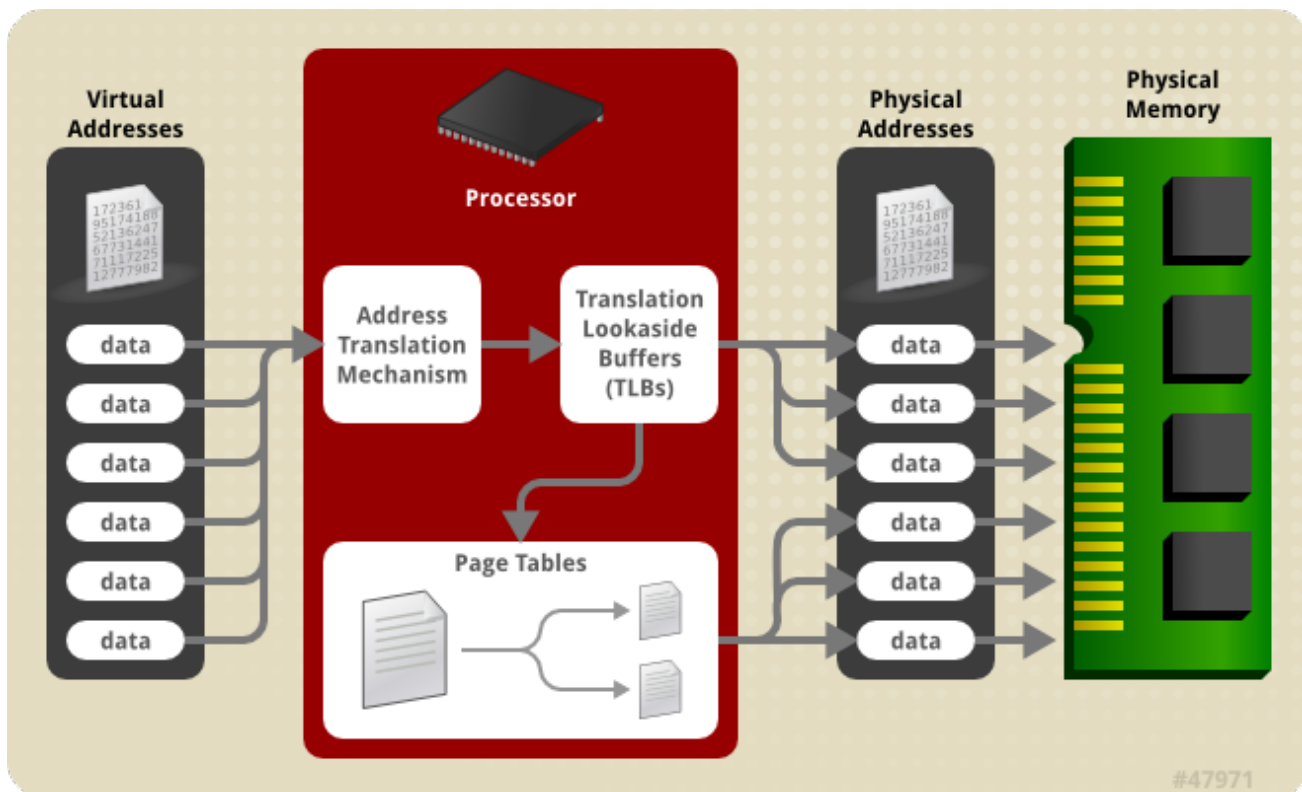 Virtual
Addresses
172361
95174188
52136247
67731441
71117225
12777982
data
data
data
data
data
data
Processor
Address
Translation
Mechanism
Translation
Lookaside
Buffers
(TLBs)
Page Tables
Physical
Addresses
172361
95174188
52136247
67731441
71117225
12777982
data
data
data
data
data
data
Physical
Memory
#47971